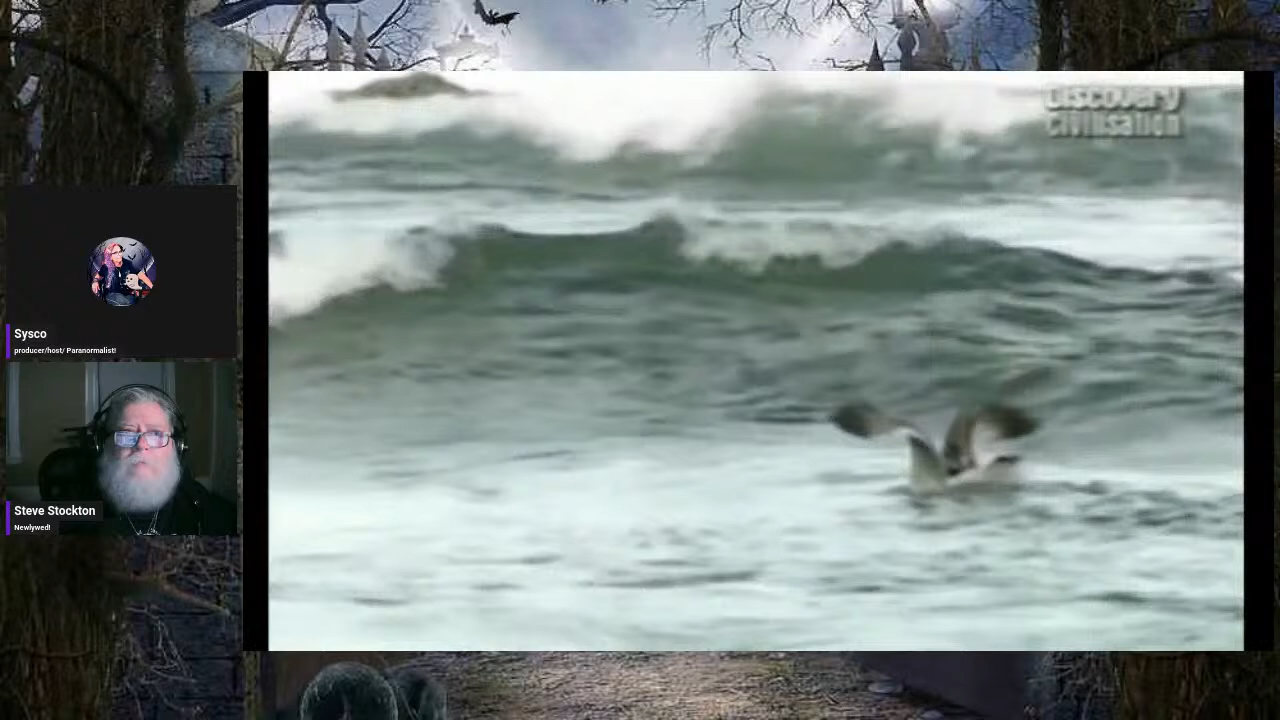 Discovery
Civilisation
Sysco
producer/host/ Paranormalist!
Steve Stockton
Newlywed!